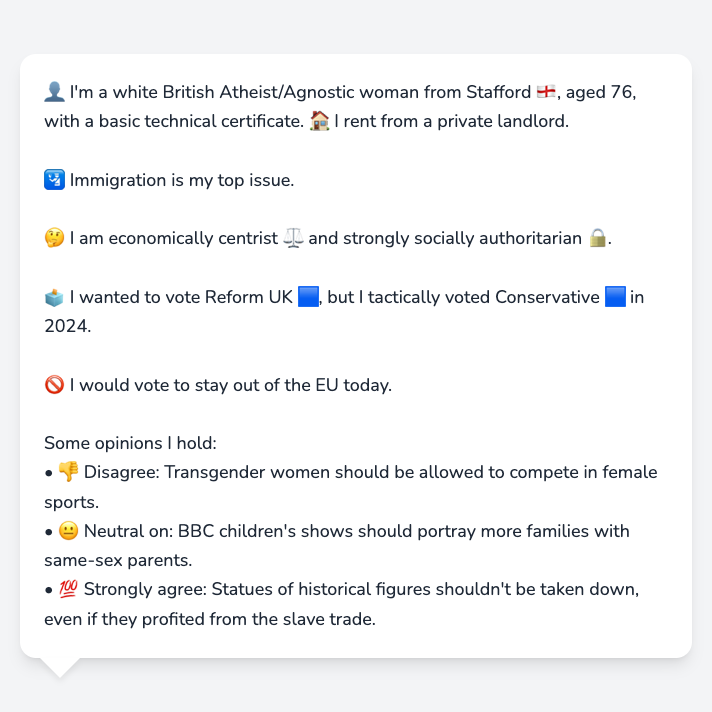 👤 I'm a white British Atheist/Agnostic woman from Stafford 🏴󠁧󠁢󠁥󠁮󠁧󠁿, aged 76,
with a basic technical certificate. 🏠 I rent from a private landlord.
🛂 Immigration is my top issue.
🤔 I am economically centrist ⚖️ and strongly socially authoritarian 🔒.
🗳️ I wanted to vote Reform UK 🟦, but I tactically voted Conservative 🟦 in
2024.
🚫 I would vote to stay out of the EU today.
Some opinions I hold:
• 👎 Disagree: Transgender women should be allowed to compete in female
sports.
• 😐 Neutral on: BBC children's shows should portray more families with
same-sex parents.
• 💯 Strongly agree: Statues of historical figures shouldn't be taken down,
even if they profited from the slave trade.